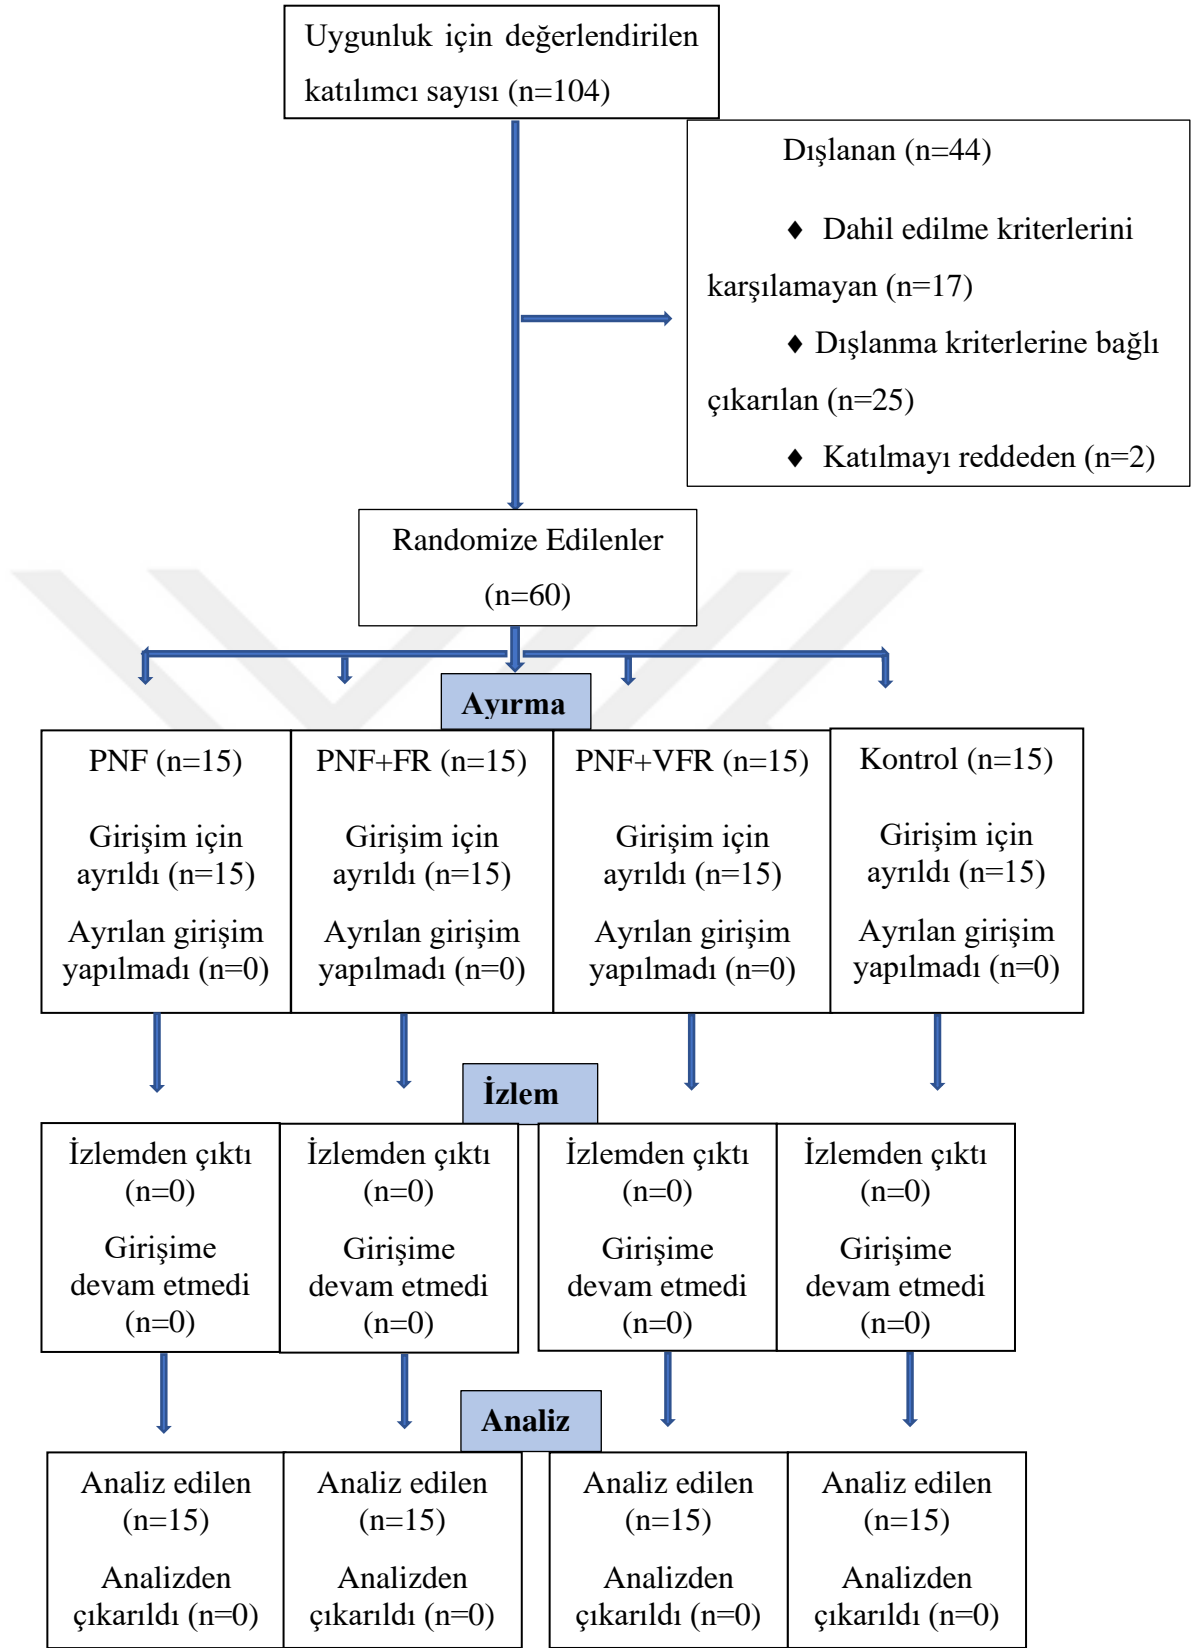 Uygunluk için değerlendirilen
katılımcı sayısı (n=104)
Dışlanan (n=44)
♦ Dahil edilme kriterlerini
karşılamayan (n=17)
♦ Dışlanma kriterlerine bağlı
çıkarılan (n=25)
♦ Katılmayı reddeden (n=2)
Randomize Edilenler
(n=60)
Ayırma
PNF (n=15)
Girişim için
ayrıldı (n=15)
Ayrılan girişim
yapılmadı (n=0)
PNF+FR (n=15)
Girişim için
ayrıldı (n=15)
Ayrılan girişim
yapılmadı (n=0)
PNF+VFR (n=15)
Girişim için
ayrıldı (n=15)
Ayrılan girişim
yapılmadı (n=0)
Kontrol (n=15)
Girişim için
ayrıldı (n=15)
Ayrılan girişim
yapılmadı (n=0)
İzlem
İzlemden çıktı
(n=0)
Girişime
devam etmedi
(n=0)
İzlemden çıktı
(n=0)
Girişime
devam etmedi
(n=0)
İzlemden çıktı
(n=0)
Girişime
devam etmedi
(n=0)
İzlemden çıktı
(n=0)
Girişime
devam etmedi
(n=0)
Analiz
Analiz edilen
(n=15)
Analizden
çıkarıldı (n=0)
Analiz edilen
(n=15)
Analizden
çıkarıldı (n=0)
Analiz edilen
(n=15)
Analizden
çıkarıldı (n=0)
Analiz edilen
(n=15)
Analizden
çıkarıldı (n=0)